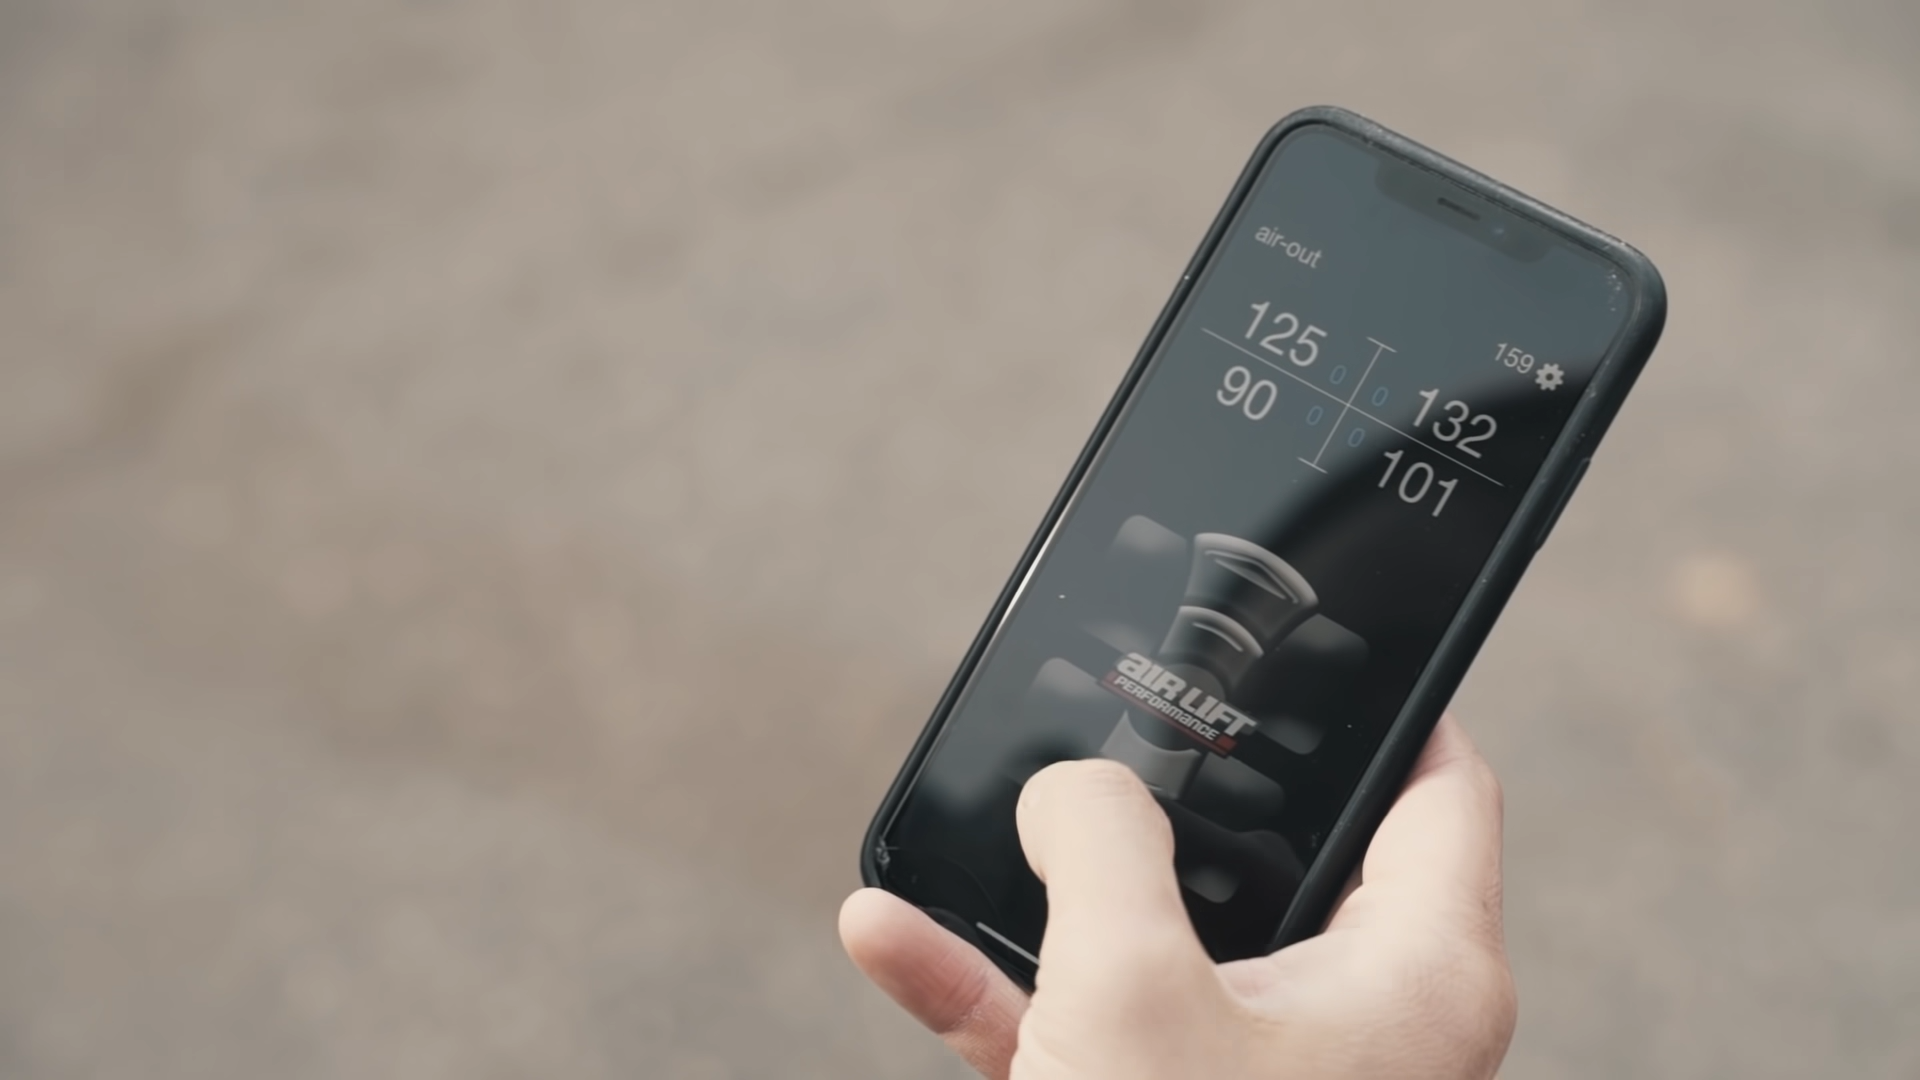 air-out
159
125 0 0 132
90 0 0 101
AIR LIFT
PERFORMANCE